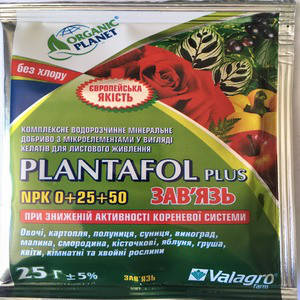 ORGANIC
PLANET
без хлору
ЄВРОПЕЙСЬКА
ЯКІСТЬ
КОМПЛЕКСНЕ ВОДОРОЗЧИННЕ МІНЕРАЛЬНЕ
ДОБРИВО З МІКРОЕЛЕМЕНТАМИ У ВИГЛЯДІ
ХЕЛАТІВ ДЛЯ ЛИСТОВОГО ЖИВЛЕННЯ
PLANTAFOL PLUS
NPK 0+25+50 ЗАВ'ЯЗЬ
ПРИ ЗНИЖЕНІЙ АКТИВНОСТІ КОРЕНЕВОЇ СИСТЕМИ
Овочі, картопля, полуниця, суниця, виноград,
малина, смородина, кісточкові, яблуня, груша,
квіти, кімнатні та хвойні рослини
25 Г ± 5%
ЗАВ'ЯЗЬ
Valagro
farm